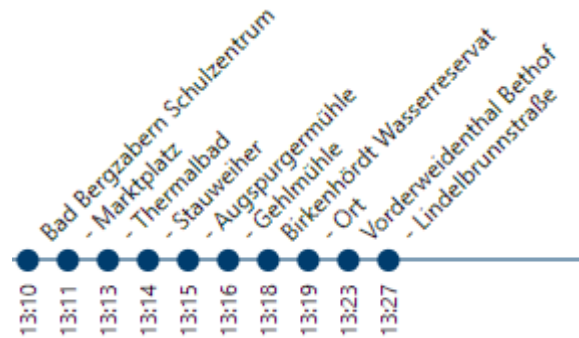 Bad Bergzabern Schulzentrum
- Marktplatz
- Thermalbad
- Stauweiher
- Augspurgermühle
- Gehlmühle
Birkenhördt Wasserreservat
- Ort
Vorderweidenthal Bethof
- Lindelbrunnstraße
13:10
13:11
13:13
13:14
13:15
13:16
13:18
13:19
13:23
13:27